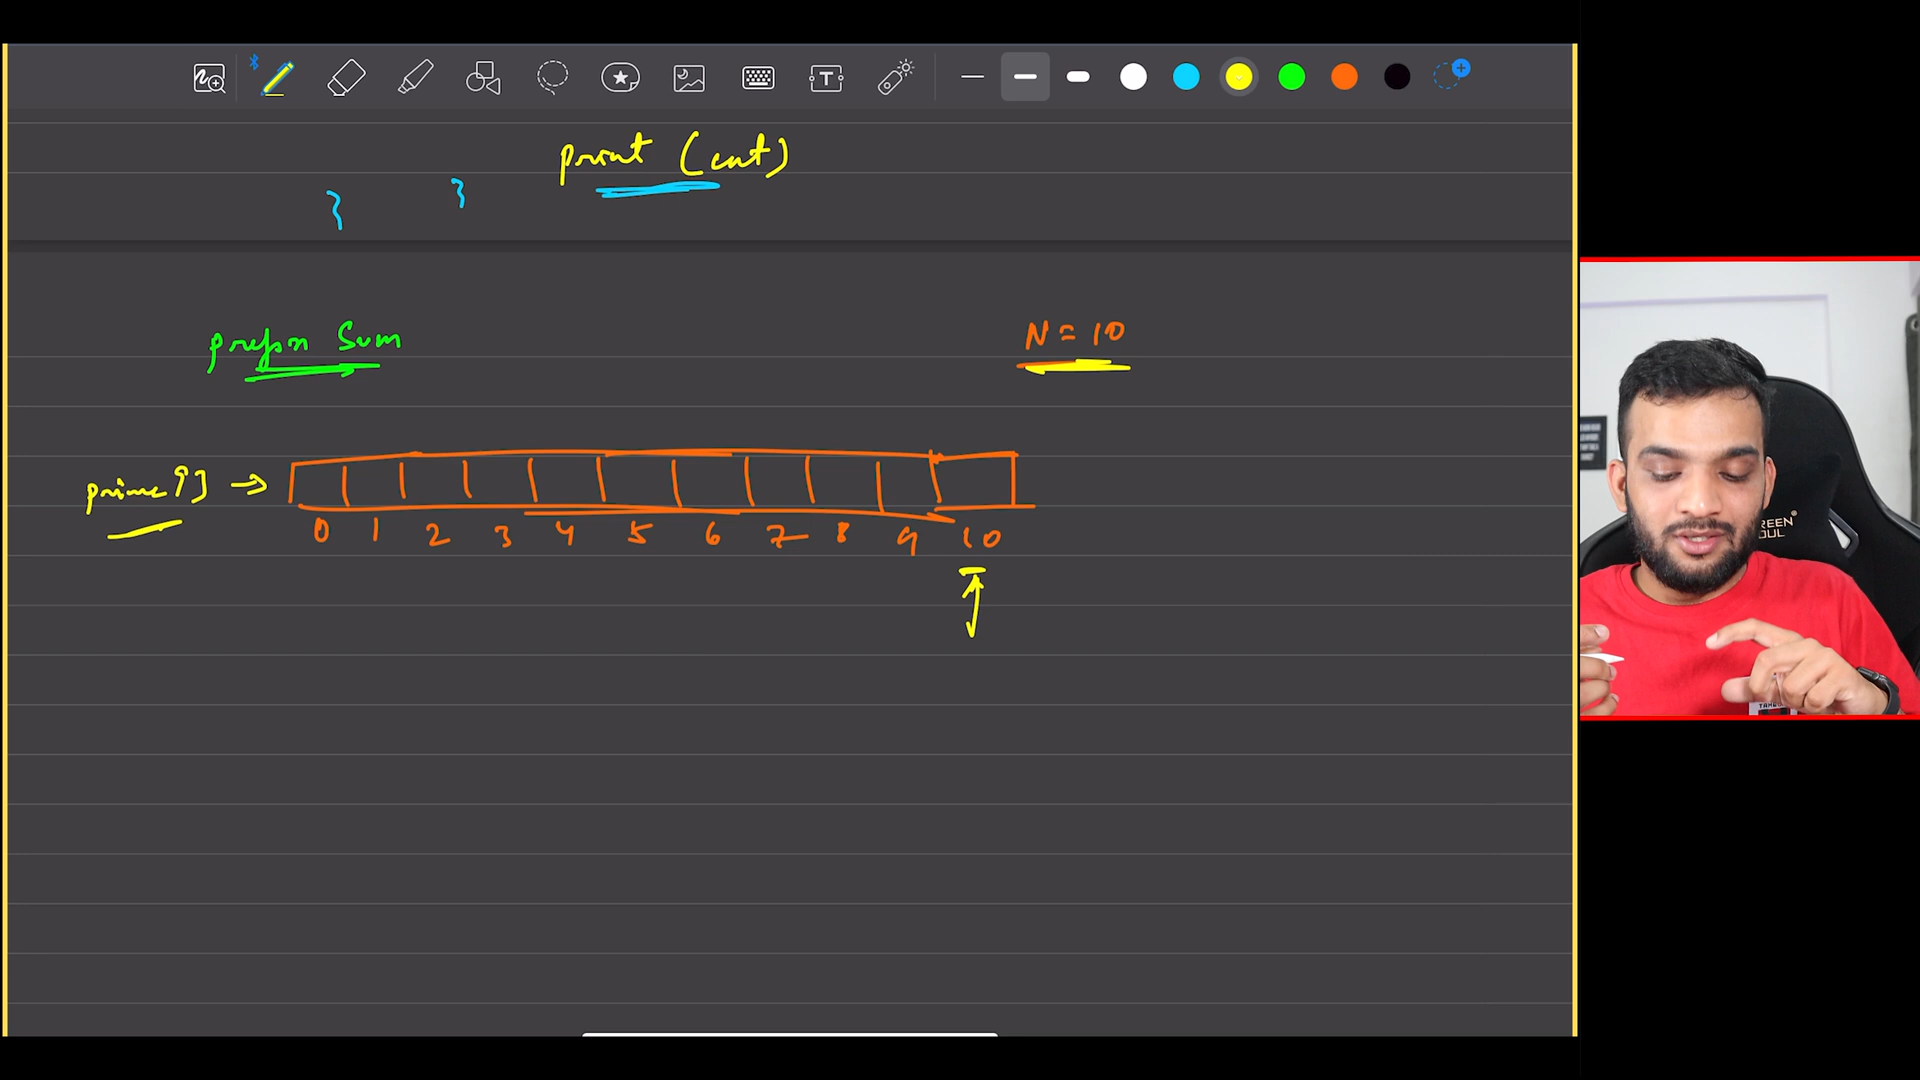 print (cnt)
}
}
prefix Sum
N = 10
prime[] →
0 1 2 3 4 5 6 7 8 9 10